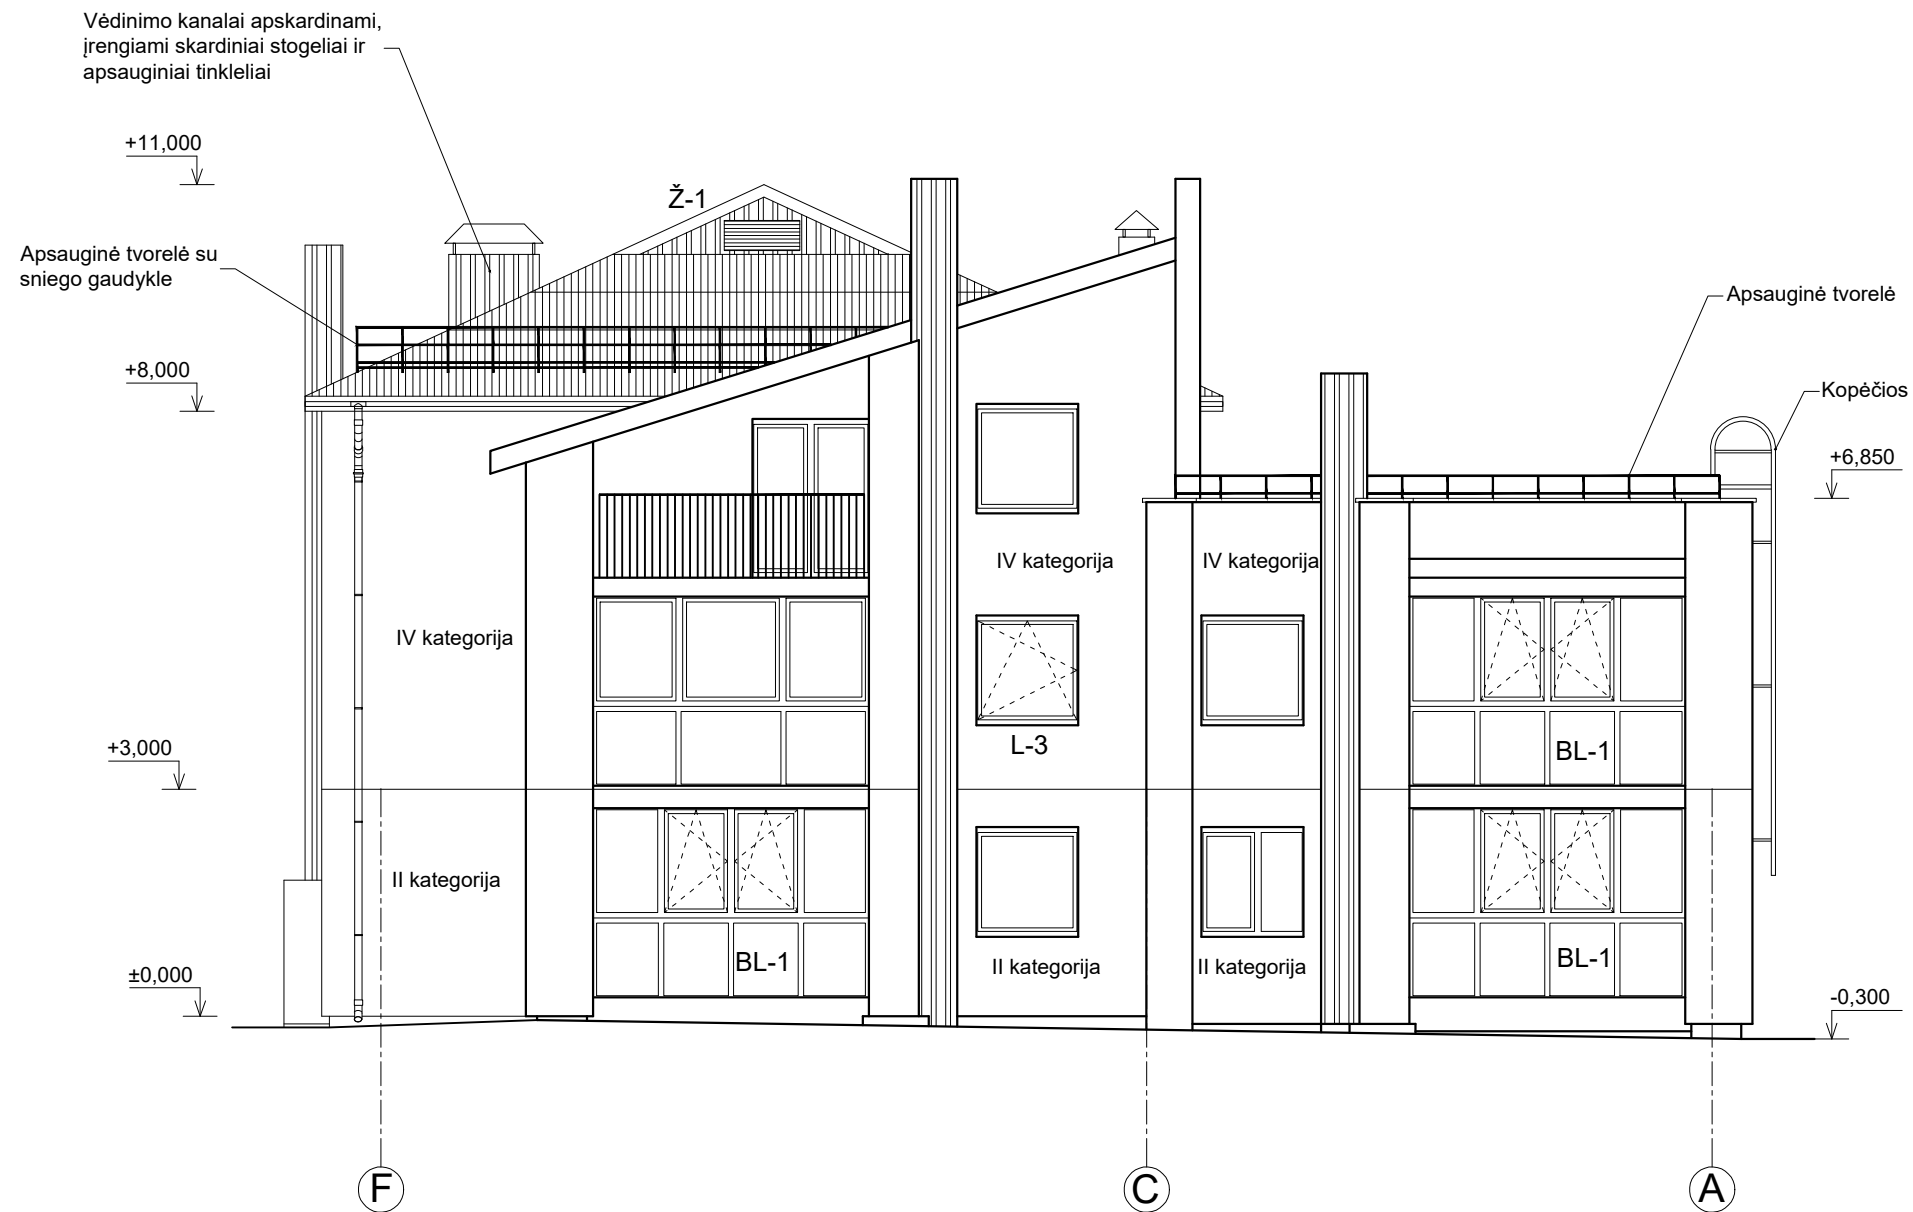 Vėdinimo kanalai apskardinami,
įrengiami skardiniai stogeliai ir
apsauginiai tinkleliai
+11,000
Ž-1
Apsauginė tvorelė su
sniego gaudykle
Apsauginė tvorelė
+8,000
Kopėčios
+6,850
IV kategorija
IV kategorija
IV kategorija
+3,000
L-3
BL-1
II kategorija
BL-1
II kategorija
II kategorija
BL-1
±0,000
-0,300
F
C
A